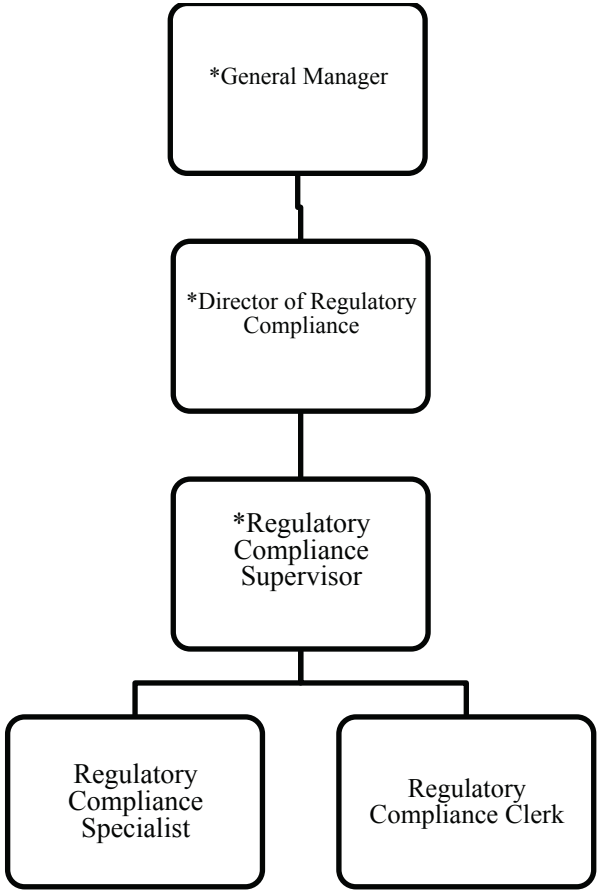 *General Manager
*Director of Regulatory
Compliance
*Regulatory
Compliance
Supervisor
Regulatory
Compliance
Specialist
Regulatory
Compliance Clerk